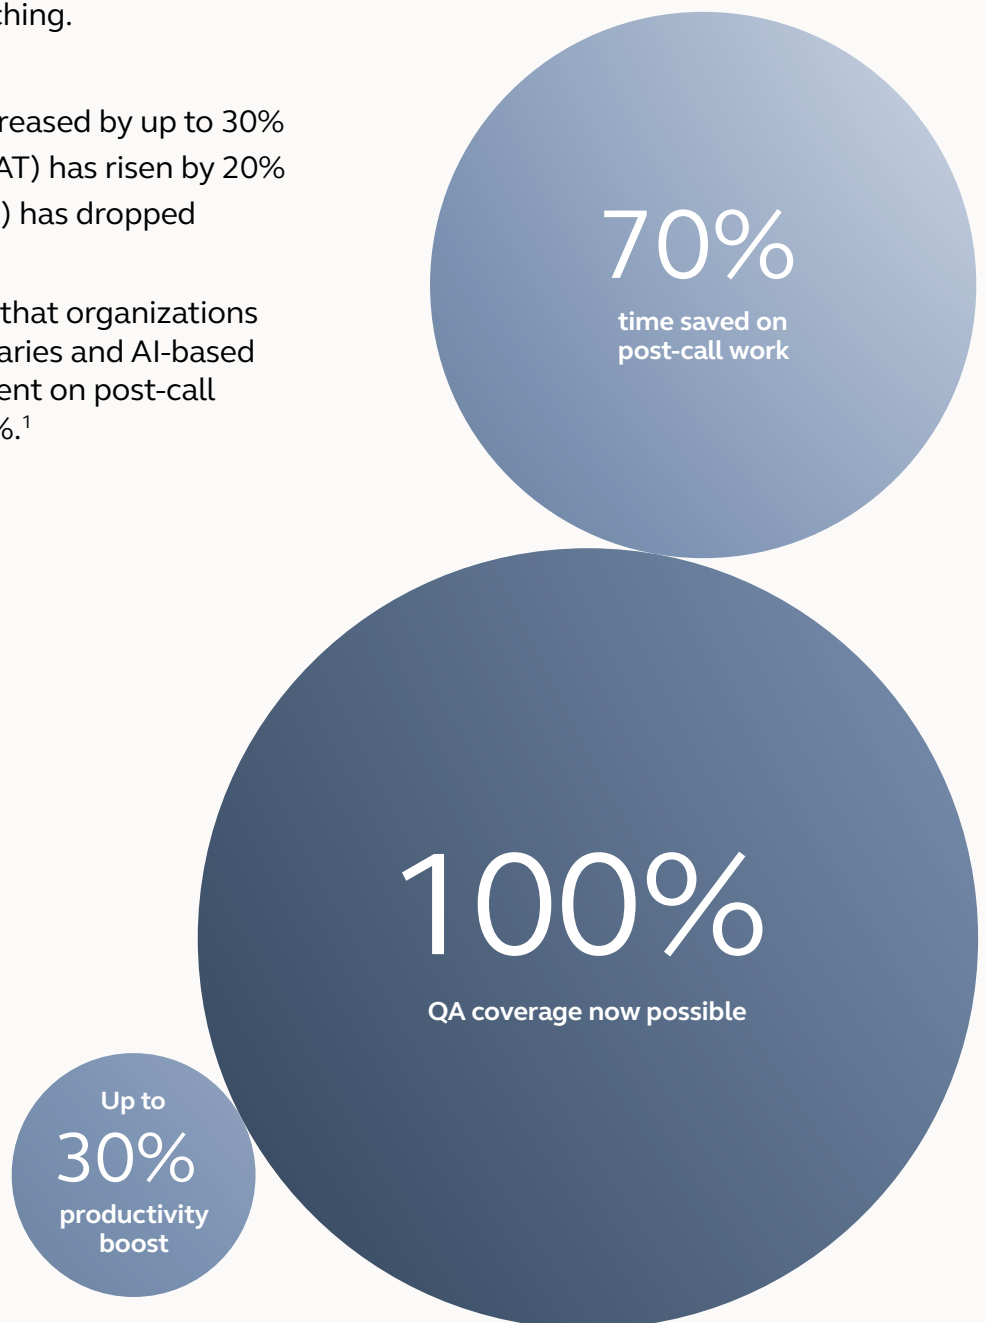 ching.
reased by up to 30%
AT) has risen by 20%
) has dropped
that organizations
aries and AI-based
ent on post-call
%.¹
70%
time saved on
post-call work
100%
QA coverage now possible
Up to
30%
productivity
boost